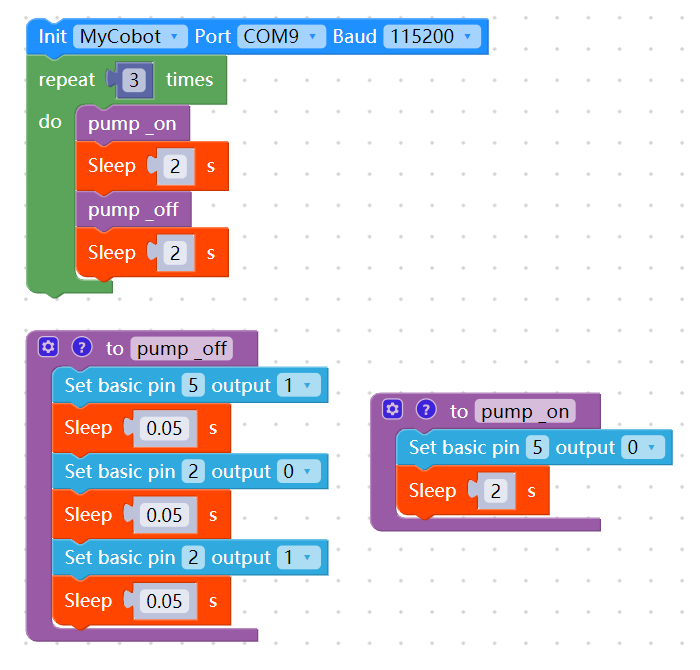 Init MyCobot Port COM9 Baud 115200
repeat 3 times
do pump _on
Sleep 2 s
pump _off
Sleep 2 s
? to pump _off
Set basic pin 5 output 1
Sleep 0.05 s
Set basic pin 2 output 0
Sleep 0.05 s
Set basic pin 2 output 1
Sleep 0.05 s
? to pump _on
Set basic pin 5 output 0
Sleep 2 s